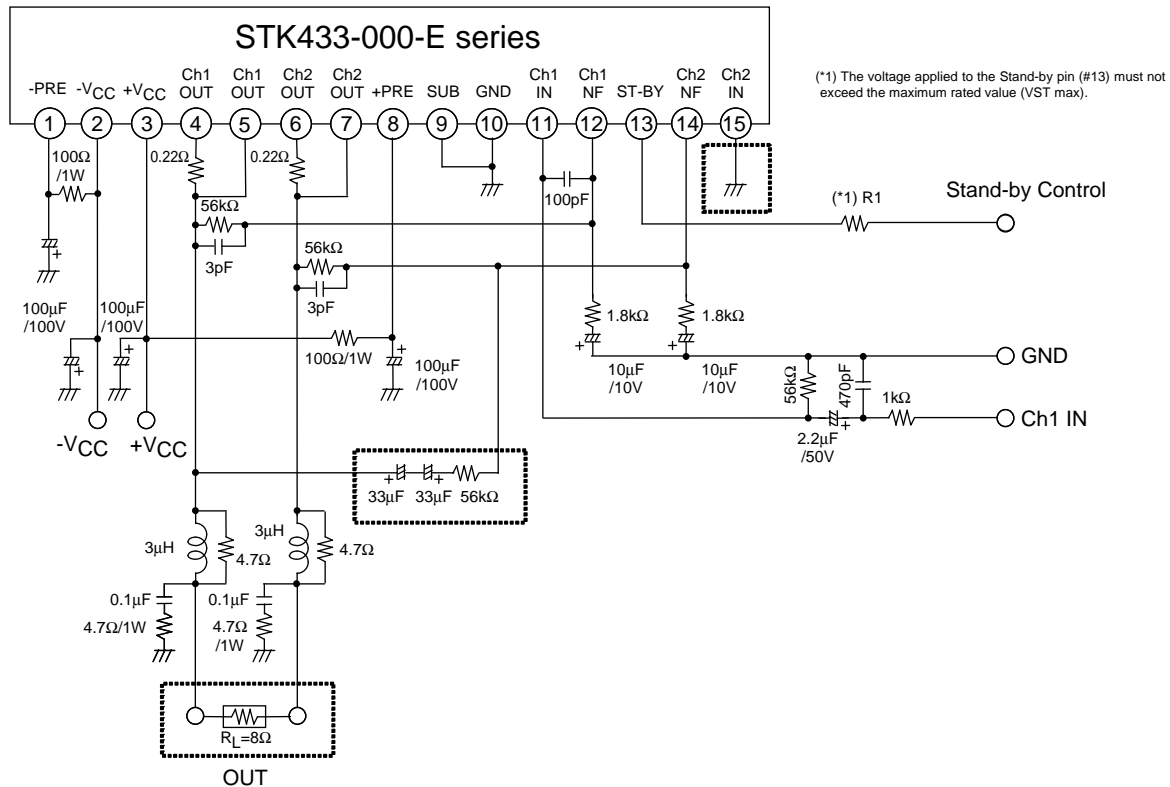 STK433-000-E series
(*1) The voltage applied to the Stand-by pin (#13) must not
exceed the maximum rated value (VST max).
-PRE -VCC +VCC Ch1 OUT Ch1 OUT Ch2 OUT Ch2 OUT +PRE SUB GND Ch1 IN Ch1 NF ST-BY Ch2 NF Ch2 IN
1 2 3 4 5 6 7 8 9 10 11 12 13 14 15
100Ω
/1W
0.22Ω
0.22Ω
100pF
(*1) R1
Stand-by Control
56kΩ
3pF
56kΩ
3pF
100μF
/100V
100μF
/100V
100Ω/1W
100μF
/100V
1.8kΩ
1.8kΩ
10μF
/10V
10μF
/10V
GND
56kΩ
470pF
1kΩ
Ch1 IN
2.2μF
/50V
-VCC
+VCC
33μF 33μF 56kΩ
3μH
4.7Ω
3μH
4.7Ω
0.1μF
4.7Ω/1W
0.1μF
4.7Ω
/1W
RL=8Ω
OUT